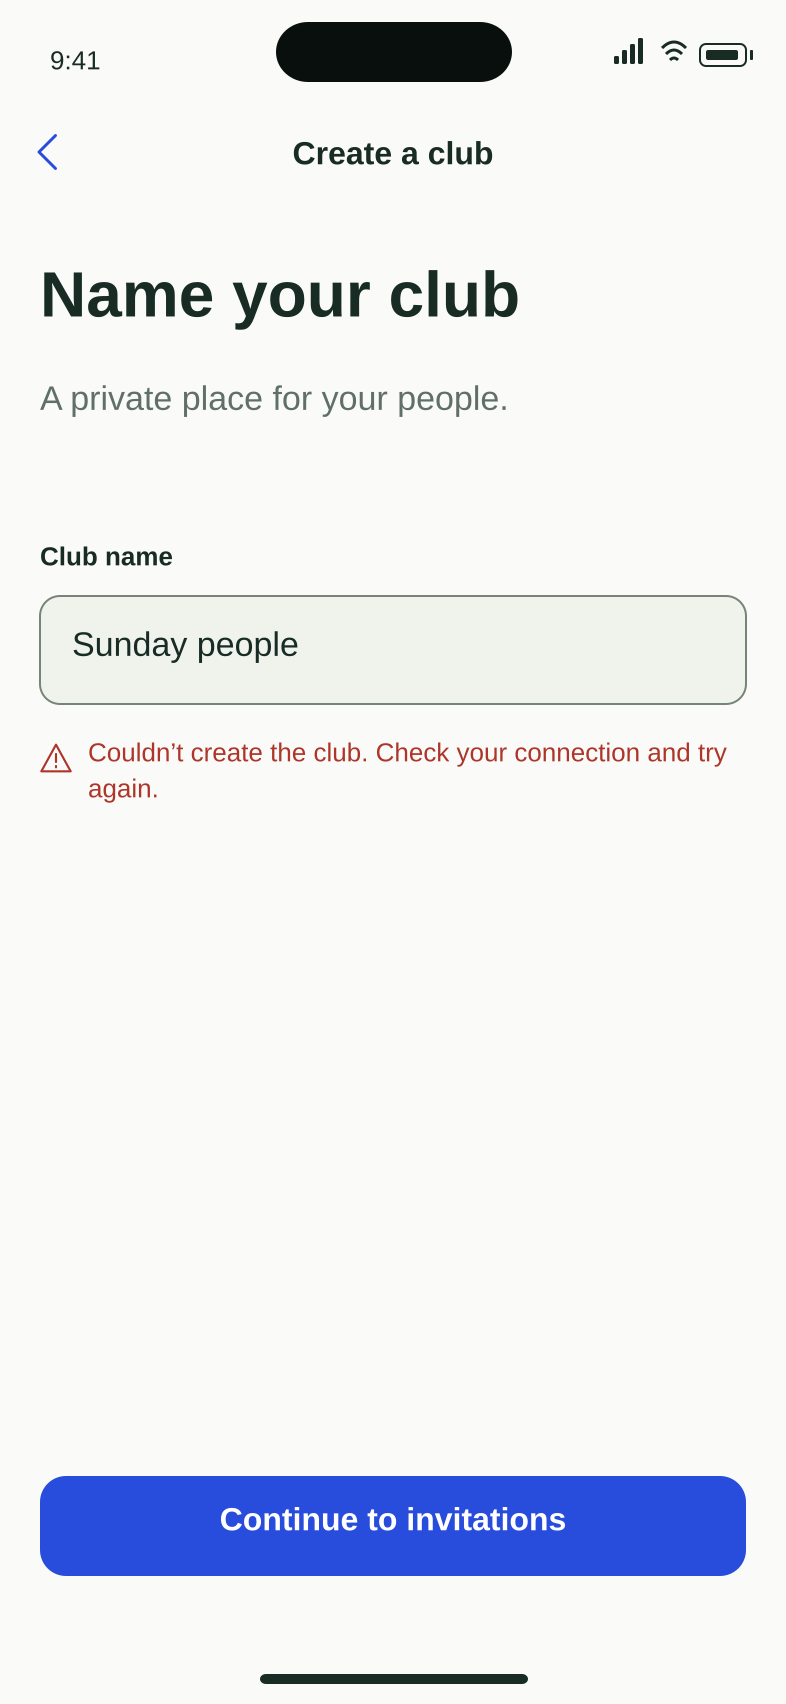 9:41
Create a club
Name your club
A private place for your people.
Club name
Sunday people
Couldn’t create the club. Check your connection and try
again.
Continue to invitations